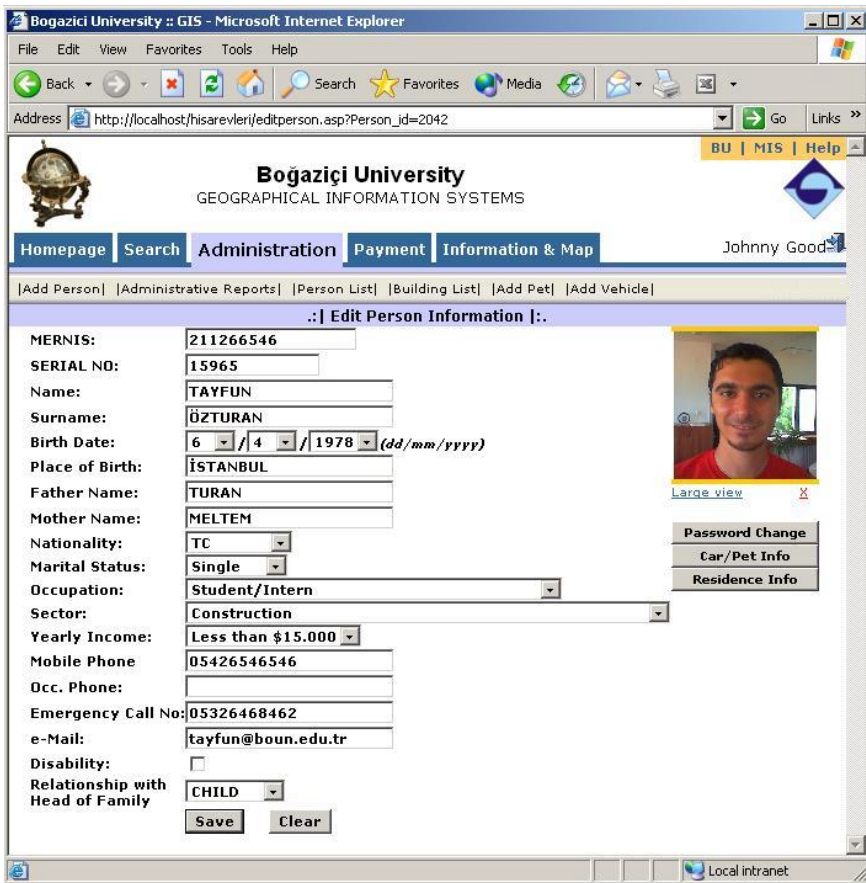 Bogazici University :: GIS - Microsoft Internet Explorer
File Edit View Favorites Tools Help
Back Search Favorites Media
Address http://localhost/hisarevleri/editperson.asp?Person_id=2042 Go Links »
BU | MIS | Help
Boğaziçi University
GEOGRAPHICAL INFORMATION SYSTEMS
Homepage Search Administration Payment Information & Map Johnny Good
|Add Person| |Administrative Reports| |Person List| |Building List| |Add Pet| |Add Vehicle|
.:| Edit Person Information |:.
MERNIS: 211266546
SERIAL NO: 15965
Name: TAYFUN
Surname: ÖZTURAN
Birth Date: 6 / 4 / 1978 (dd/mm/yyyy)
Place of Birth: İSTANBUL
Father Name: TURAN
Large view X
Mother Name: MELTEM
Password Change
Nationality: TC
Car/Pet Info
Marital Status: Single
Residence Info
Occupation: Student/Intern
Sector: Construction
Yearly Income: Less than $15.000
Mobile Phone 05426546546
Occ. Phone:
Emergency Call No: 05326468462
e-Mail: tayfun@boun.edu.tr
Disability:
Relationship with
Head of Family CHILD
Save Clear
Local intranet